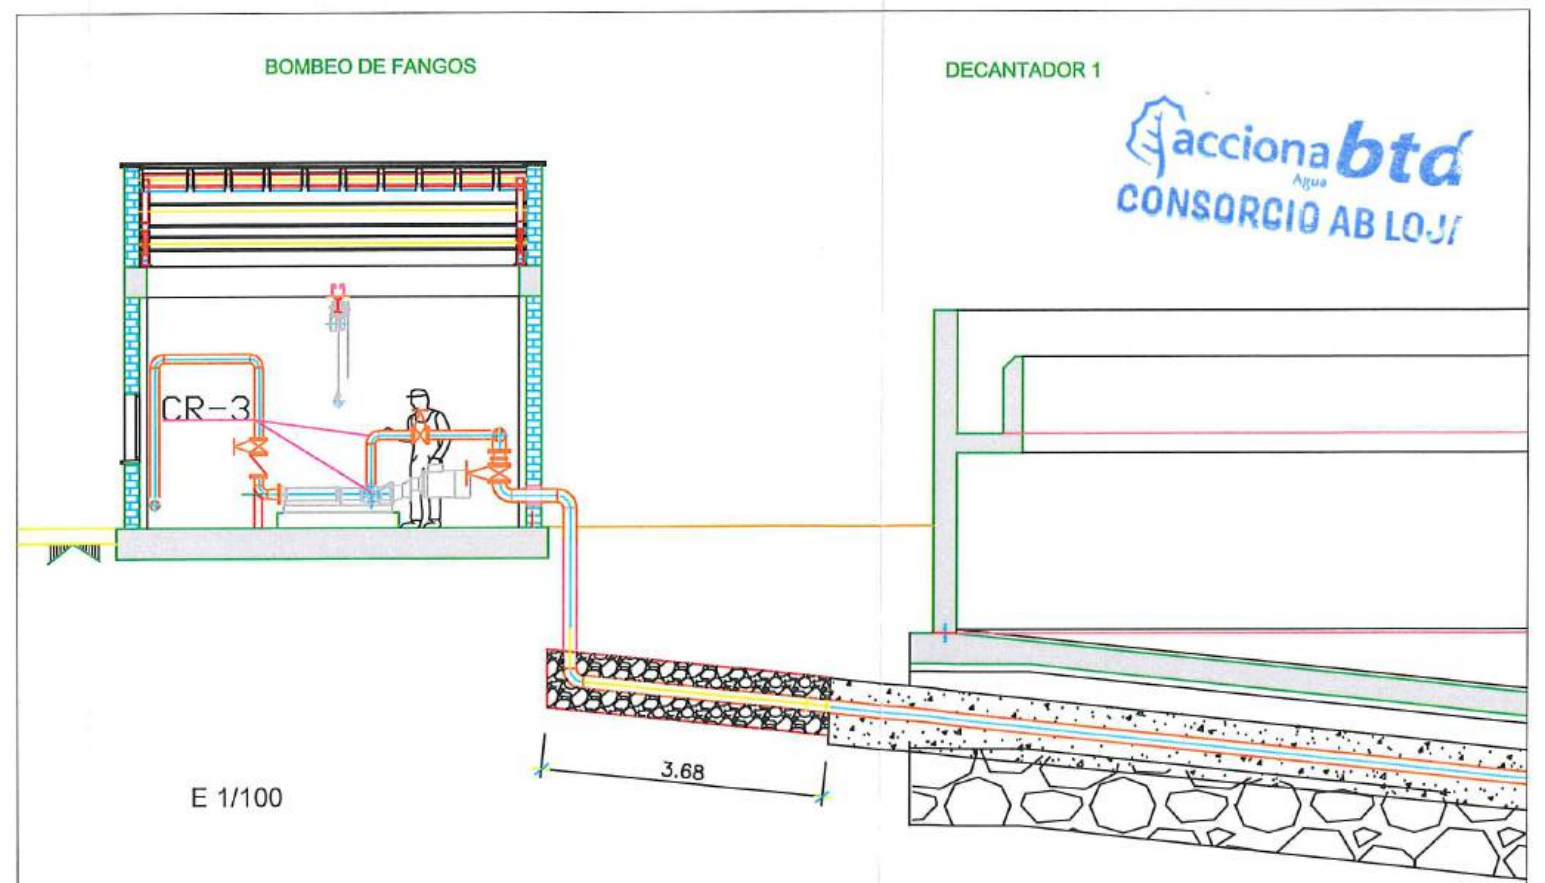 BOMBEO DE FANGOS
DECANTADOR 1
acciona btd
Agua
CONSORCIO AB LOJ
CR-3
3.68
E 1/100